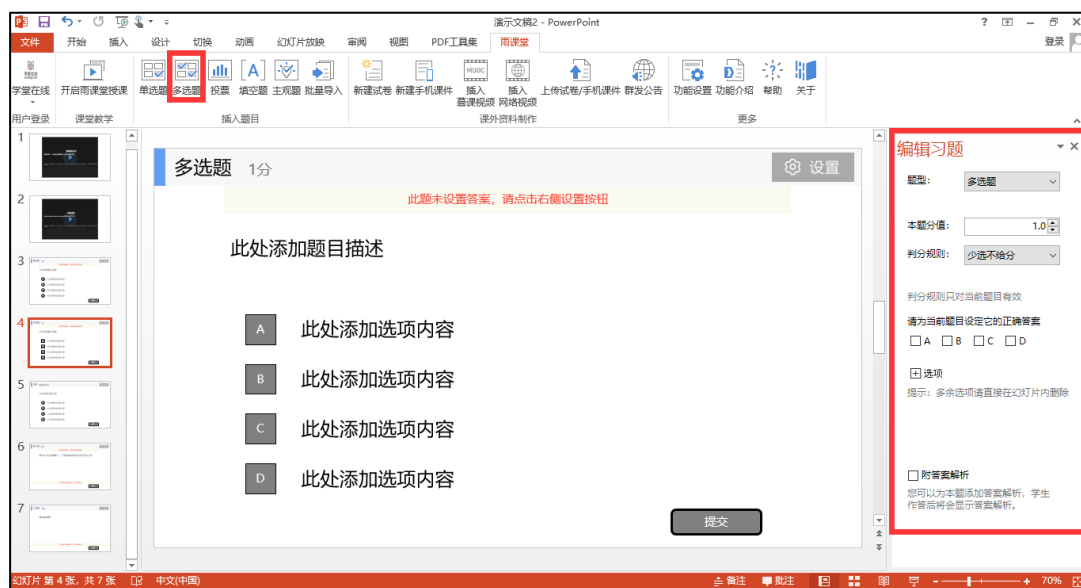 演示文稿2 - PowerPoint
文件 开始 插入 设计 切换 动画 幻灯片放映 审阅 视图 PDF工具集 雨课堂 登录
学堂在线 开启雨课堂授课 单选题 多选题 投票 填空题 主观题 批量导入 新建试卷 新建手机课件 插入 慕课视频 插入 网络视频 上传试卷/手机课件 群发公告 功能设置 功能介绍 帮助 关于
用户登录 课堂教学 插入题目 课外资料制作 更多
1
2
3
4
5
6
7
多选题 1分
设置
此题未设置答案，请点击右侧设置按钮
此处添加题目描述
A 此处添加选项内容
B 此处添加选项内容
C 此处添加选项内容
D 此处添加选项内容
提交
编辑习题
题型: 多选题
本题分值: 1.0
判分规则: 少选不给分
判分规则只对当前题目有效
请为当前题目设定它的正确答案
A B C D
选项
提示: 多余选项请直接在幻灯片内删除
附答案解析
您可以为本题添加答案解析，学生
作答后将会显示答案解析。
幻灯片 第 4 张，共 7 张 中文(中国) 备注 批注 70%